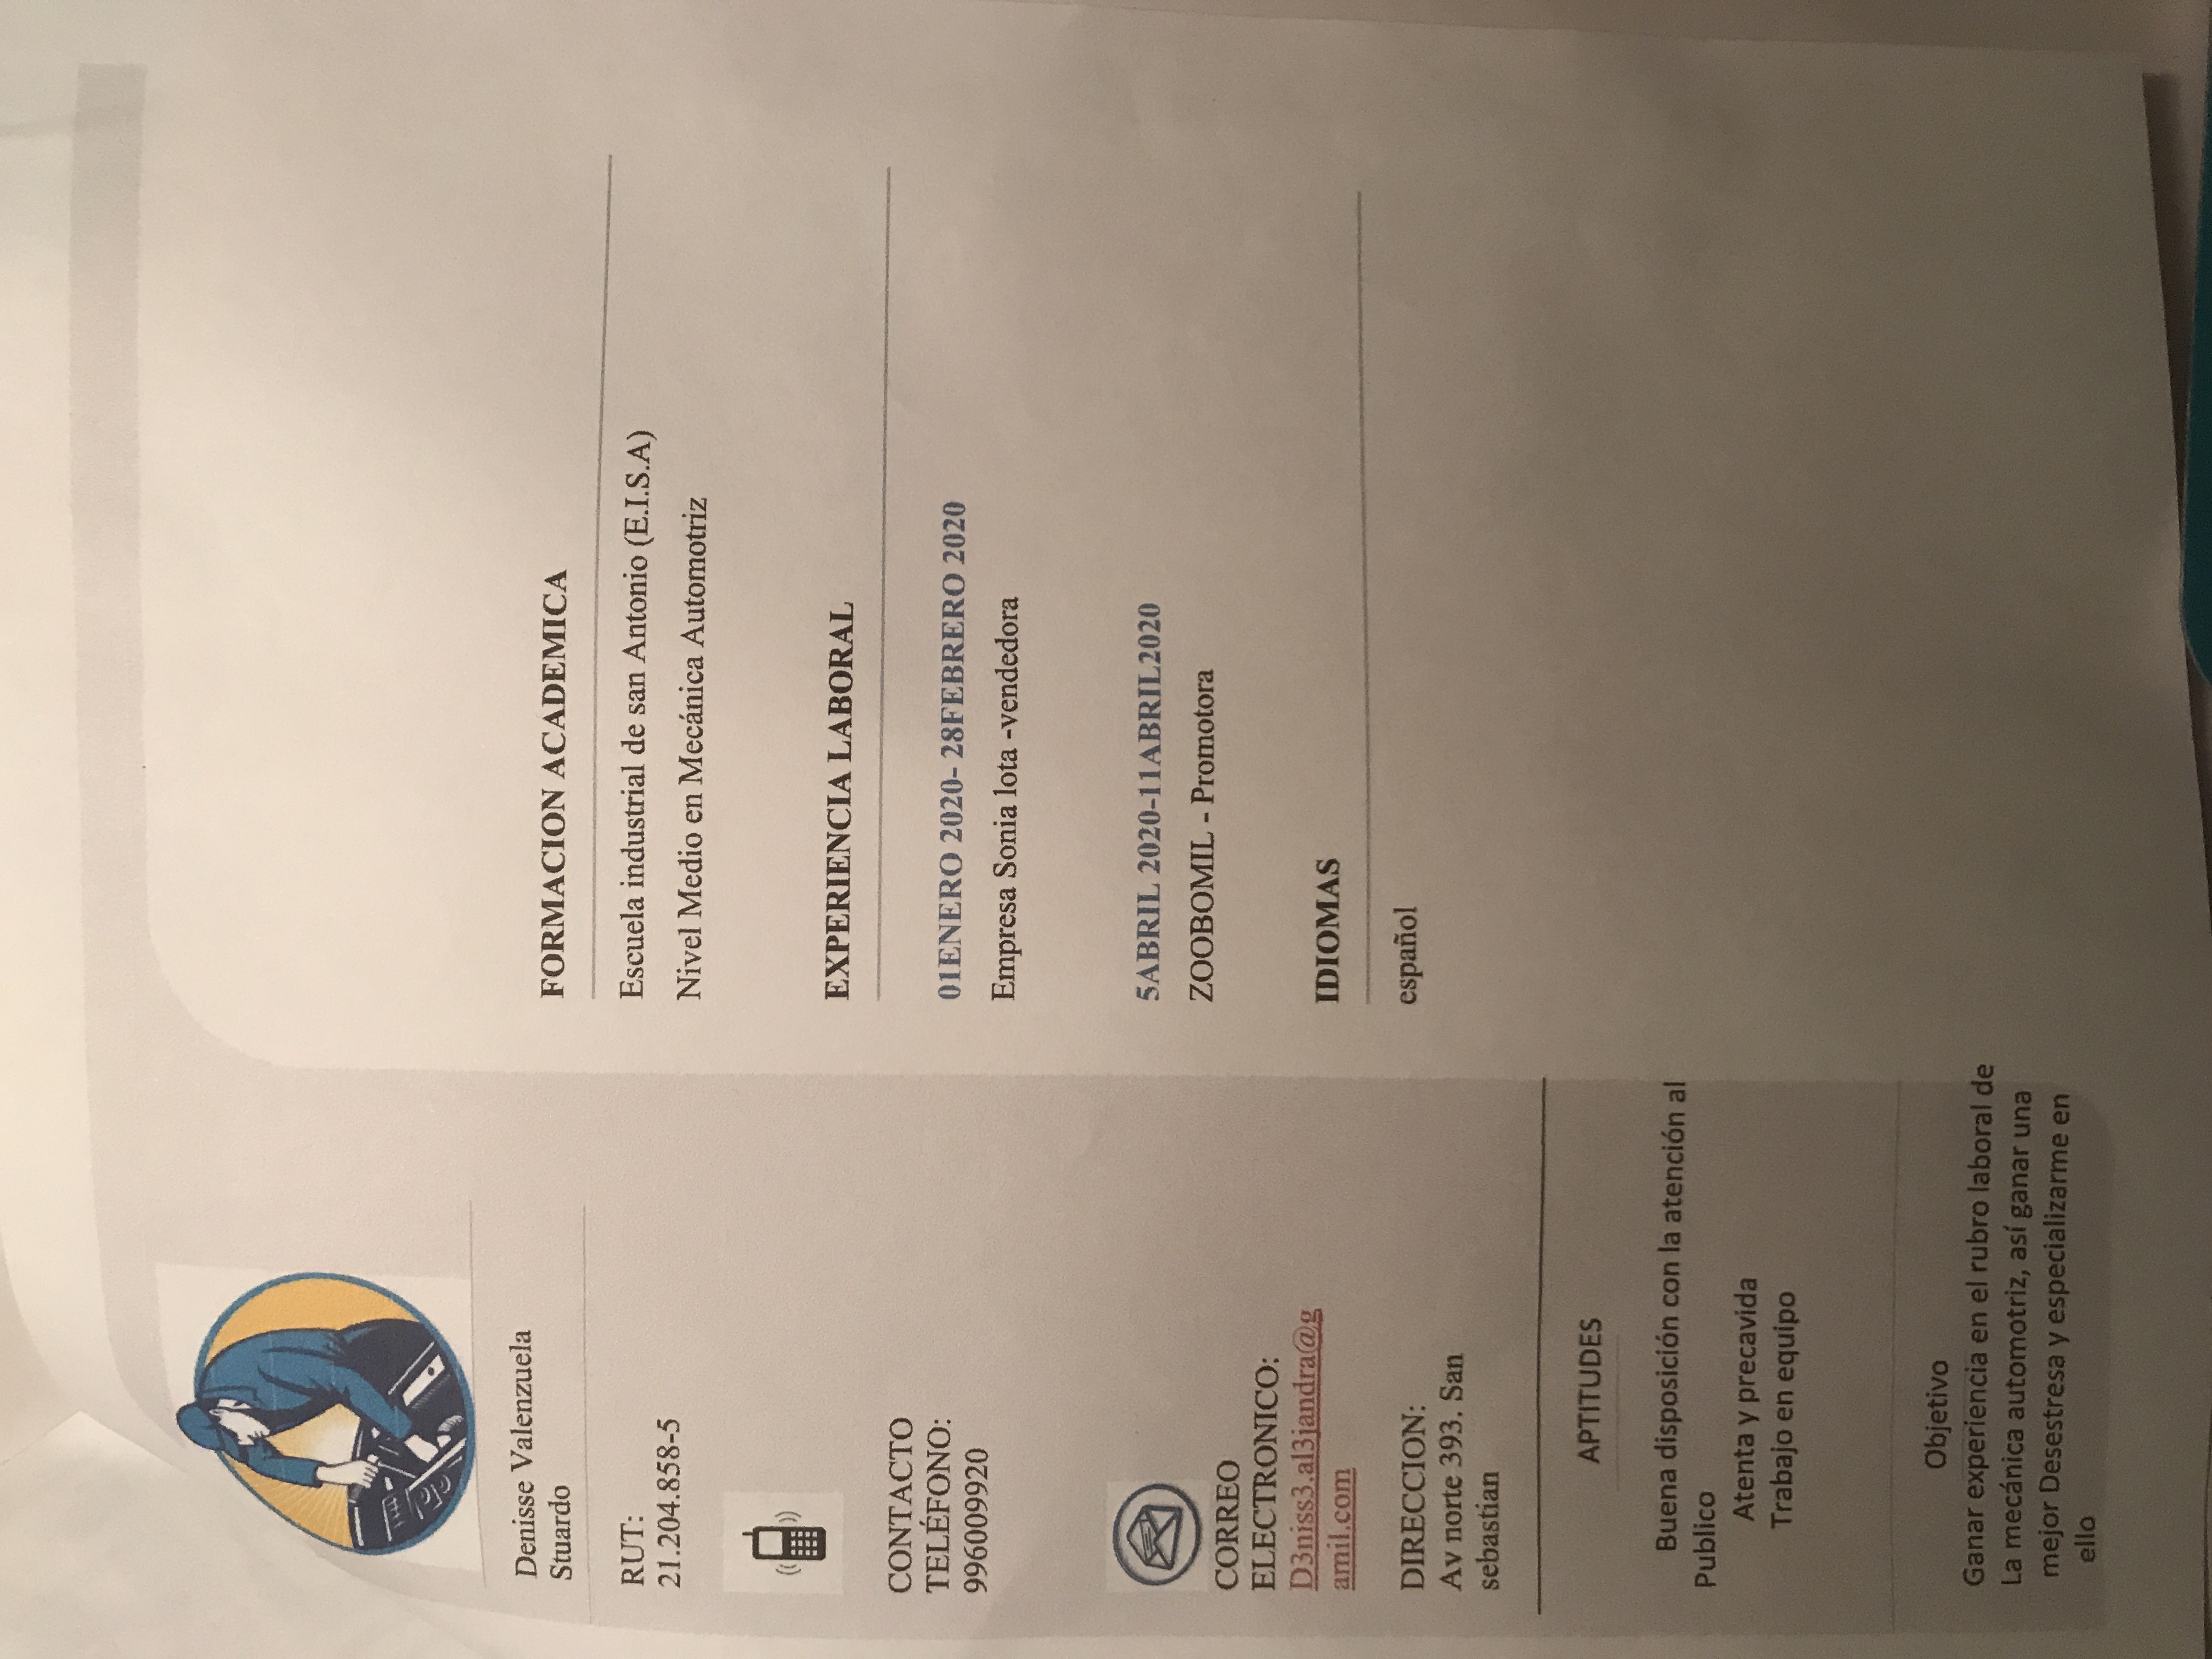 Denisse Valenzuela
Stuardo
RUT:
21.204.858-5
CONTACTO
TELÉFONO:
996009920
CORREO
ELECTRONICO:
D3niss3.al3jandra@g
amil.com
DIRECCION:
Av norte 393. San
sebastian
APTITUDES
Buena disposición con la atención al
Publico
Atenta y precavida
Trabajo en equipo
Objetivo
Ganar experiencia en el rubro laboral de
La mecánica automotriz, así ganar una
mejor Desestresa y especializarme en
ello
FORMACION ACADEMICA
Escuela industrial de san Antonio (E.I.S.A)
Nivel Medio en Mecánica Automotriz
EXPERIENCIA LABORAL
01ENERO 2020- 28FEBRERO 2020
Empresa Sonia lota -vendedora
5ABRIL 2020-11ABRIL2020
ZOOBOMIL - Promotora
IDIOMAS
español